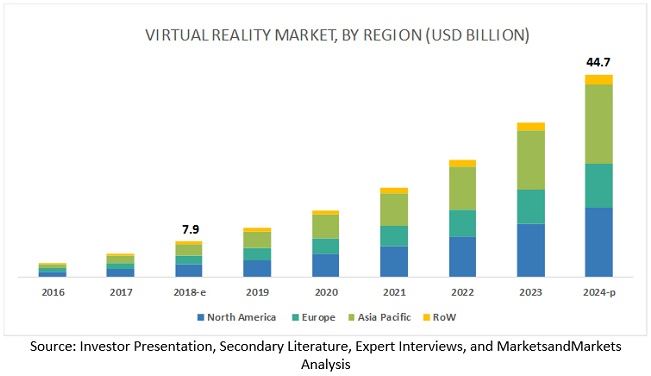 VIRTUAL REALITY MARKET, BY REGION (USD BILLION)
44.7
7.9
2016 2017 2018-e 2019 2020 2021 2022 2023 2024-p
North America Europe Asia Pacific RoW
Source: Investor Presentation, Secondary Literature, Expert Interviews, and MarketsandMarkets
Analysis